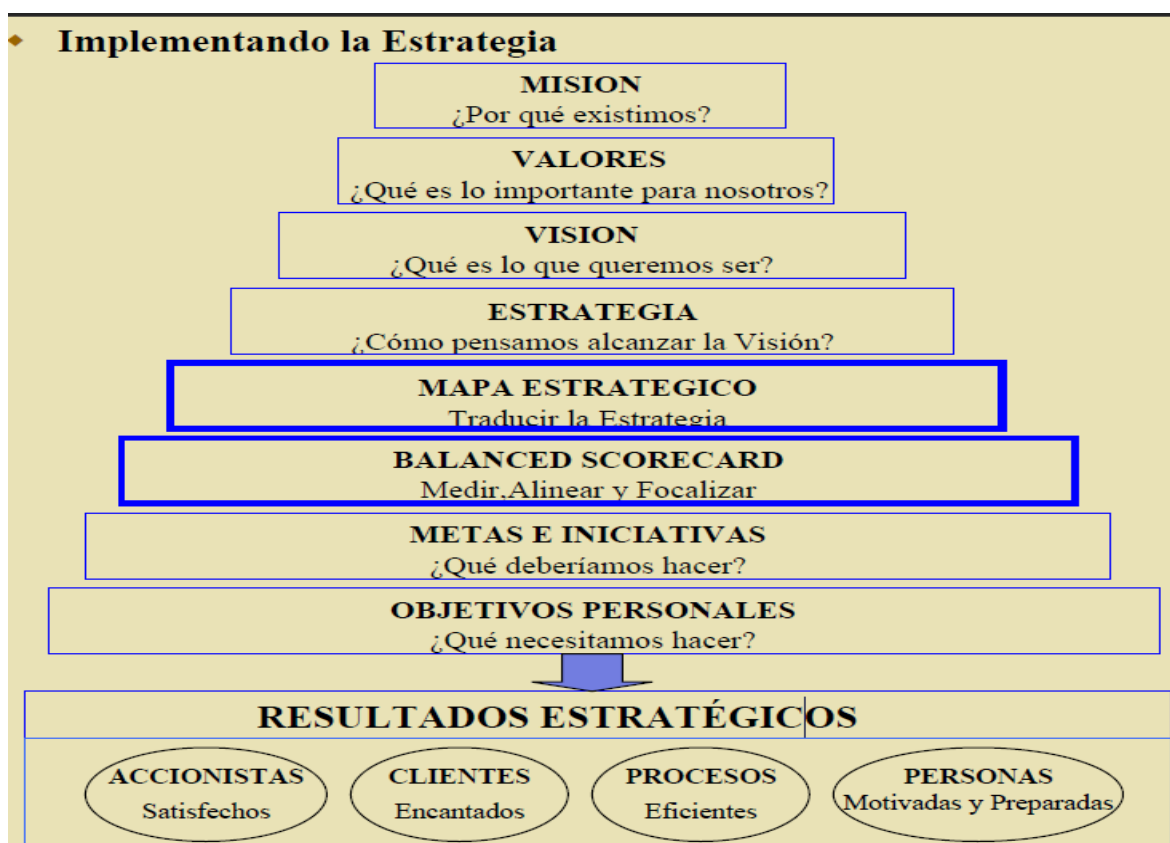 Implementando la Estrategia
MISION
¿Por qué existimos?
VALORES
¿Qué es lo importante para nosotros?
VISION
¿Qué es lo que queremos ser?
ESTRATEGIA
¿Cómo pensamos alcanzar la Visión?
MAPA ESTRATEGICO
Traducir la Estrategia
BALANCED SCORECARD
Medir,Alinear y Focalizar
METAS E INICIATIVAS
¿Qué deberíamos hacer?
OBJETIVOS PERSONALES
¿Qué necesitamos hacer?
RESULTADOS ESTRATÉGICOS
ACCIONISTAS
Satisfechos
CLIENTES
Encantados
PROCESOS
Eficientes
PERSONAS
Motivadas y Preparadas